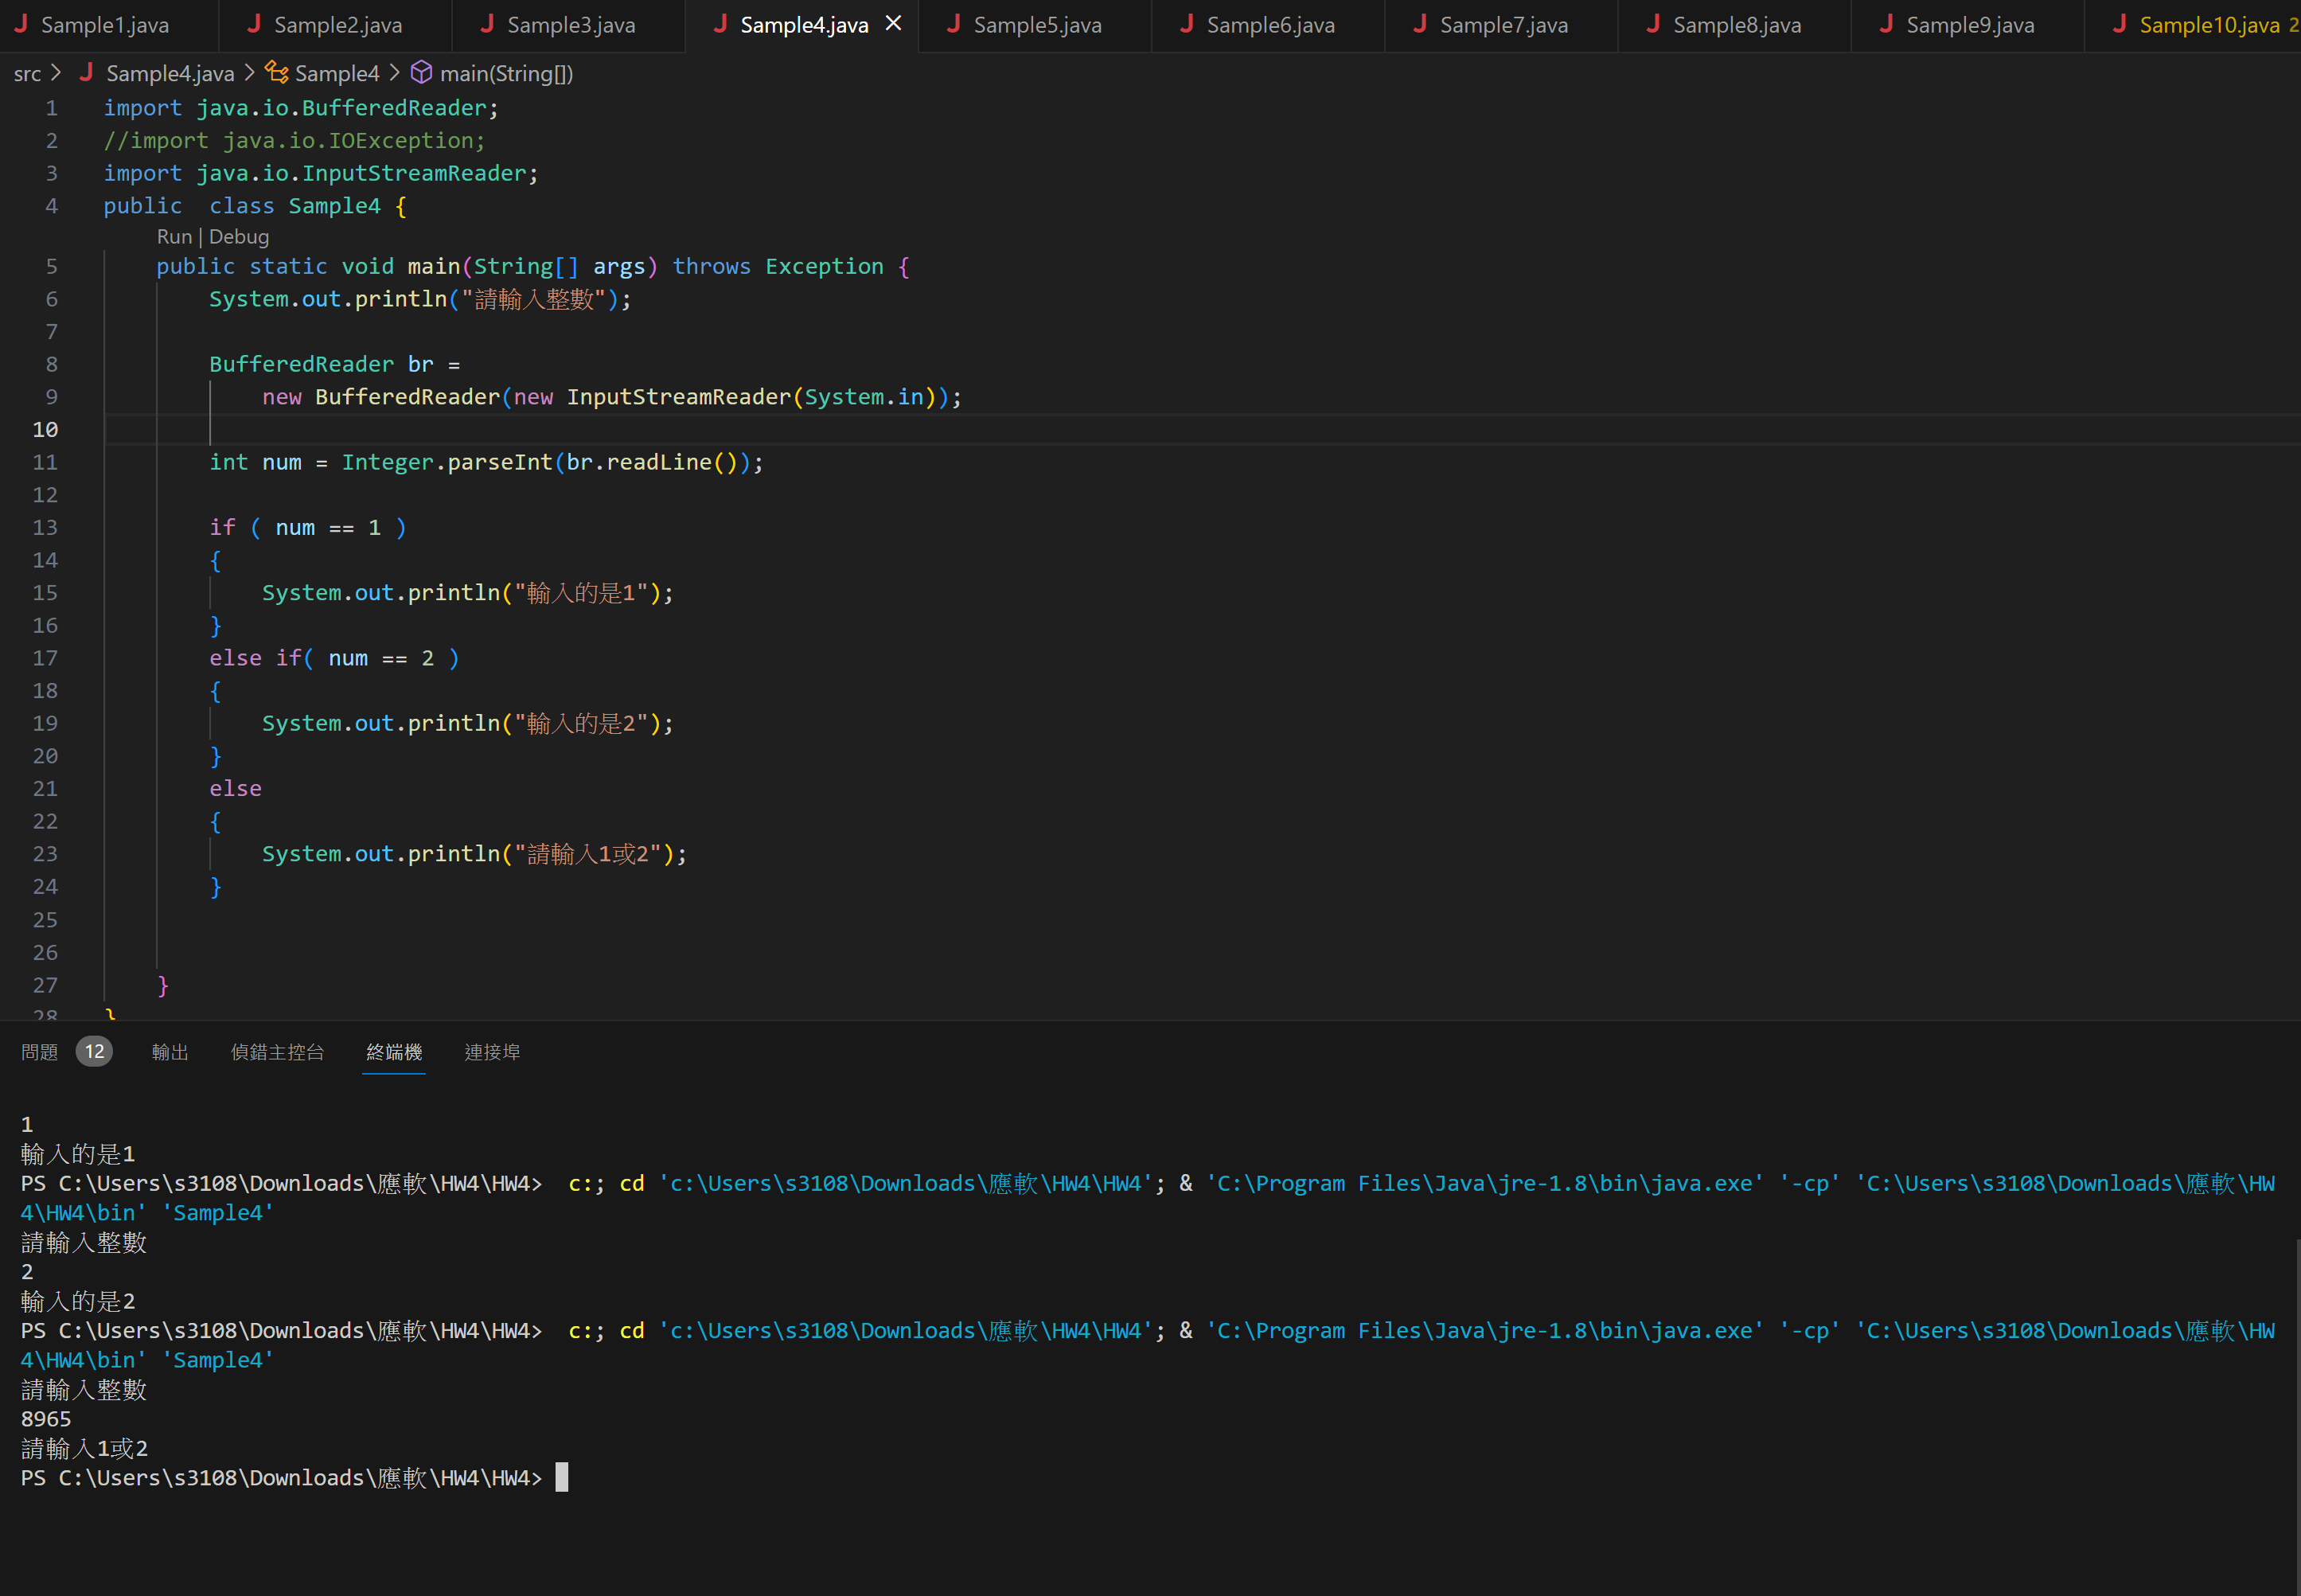 Sample1.java Sample2.java Sample3.java Sample4.java Sample5.java Sample6.java Sample7.java Sample8.java Sample9.java Sample10.java 2
src > Sample4.java > Sample4 > main(String[])
1 import java.io.BufferedReader;
2 //import java.io.IOException;
3 import java.io.InputStreamReader;
4 public  class Sample4 {
Run | Debug
5 public static void main(String[] args) throws Exception {
6 System.out.println("請輸入整數");
7
8 BufferedReader br =
9 new BufferedReader(new InputStreamReader(System.in));
10
11 int num = Integer.parseInt(br.readLine());
12
13 if ( num == 1 )
14 {
15 System.out.println("輸入的是1");
16 }
17 else if( num == 2 )
18 {
19 System.out.println("輸入的是2");
20 }
21 else
22 {
23 System.out.println("請輸入1或2");
24 }
25
26
27 }
28 }
問題 12 輸出 偵錯主控台 終端機 連接埠
1
輸入的是1
PS C:\Users\s3108\Downloads\應軟\HW4\HW4>  c:; cd 'c:\Users\s3108\Downloads\應軟\HW4\HW4'; & 'C:\Program Files\Java\jre-1.8\bin\java.exe' '-cp' 'C:\Users\s3108\Downloads\應軟\HW
4\HW4\bin' 'Sample4'
請輸入整數
2
輸入的是2
PS C:\Users\s3108\Downloads\應軟\HW4\HW4>  c:; cd 'c:\Users\s3108\Downloads\應軟\HW4\HW4'; & 'C:\Program Files\Java\jre-1.8\bin\java.exe' '-cp' 'C:\Users\s3108\Downloads\應軟\HW
4\HW4\bin' 'Sample4'
請輸入整數
8965
請輸入1或2
PS C:\Users\s3108\Downloads\應軟\HW4\HW4>